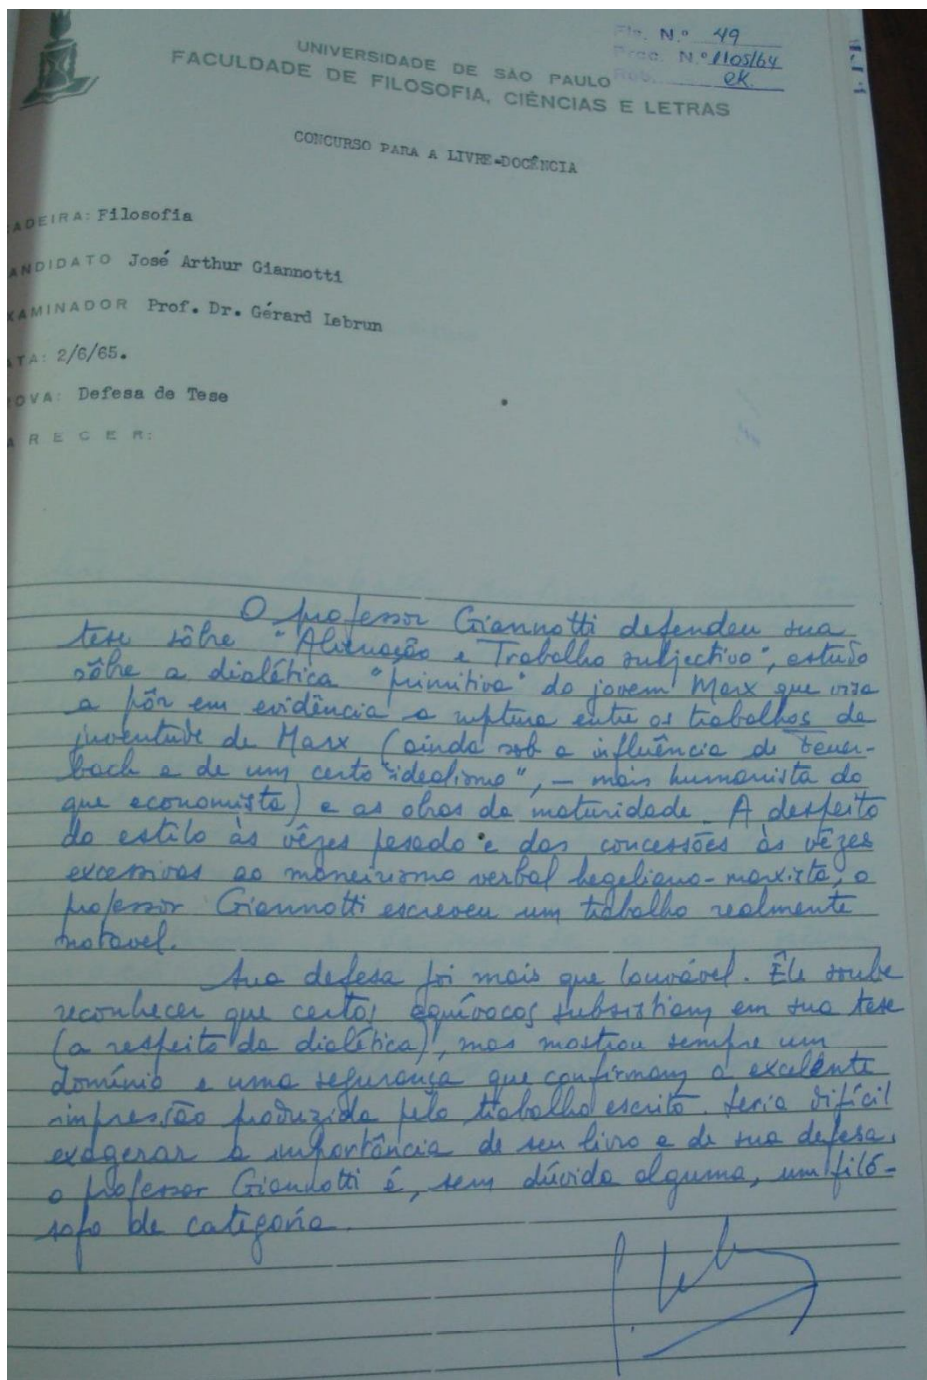 Fls. N.º 49
Proc. N.º 1105/64
Rub. ek.
UNIVERSIDADE DE SÃO PAULO
FACULDADE DE FILOSOFIA, CIÊNCIAS E LETRAS
CONCURSO PARA A LIVRE-DOCÊNCIA
ADEIRA: Filosofia
ANDIDATO José Arthur Giannotti
XAMINADOR Prof. Dr. Gérard Lebrun
ATA: 2/6/65.
ROVA: Defesa de Tese
A R E C E R:
O professor Giannotti defendeu sua
tese sôbre "Alienação e Trabalho subjectivo", estudo
sôbre a dialética "primitiva" do jovem Marx que visa
a pôr em evidência a ruptura entre os trabalhos da
juventude de Marx (ainda sob a influência de Feuer-
bach e de um certo "idealismo", – mais humanista do
que economista) e as obras da maturidade. A despeito
do estilo às vêzes pesado e das concessões às vêzes
excessivas ao maneirismo verbal hegeliano-marxista, o
professor Giannotti escreveu um trabalho realmente
notavel.
Sua defesa foi mais que louvável. Êle soube
reconhecer que certos equívocos subsistiam em sua tese
(a respeito da dialética), mas mostrou sempre um
domínio e uma segurança que confirmam a excelente
impressão produzida pelo trabalho escrito. Seria difícil
exagerar a importância de seu livro e de sua defesa.
o professor Giannotti é, sem dúvida alguma, um filó-
sofo de categoria.